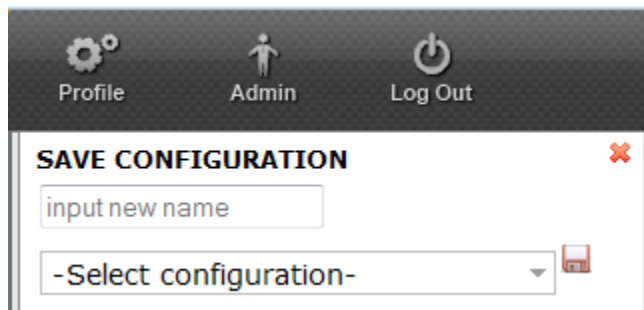 Profile Admin Log Out
SAVE CONFIGURATION
input new name
-Select configuration-